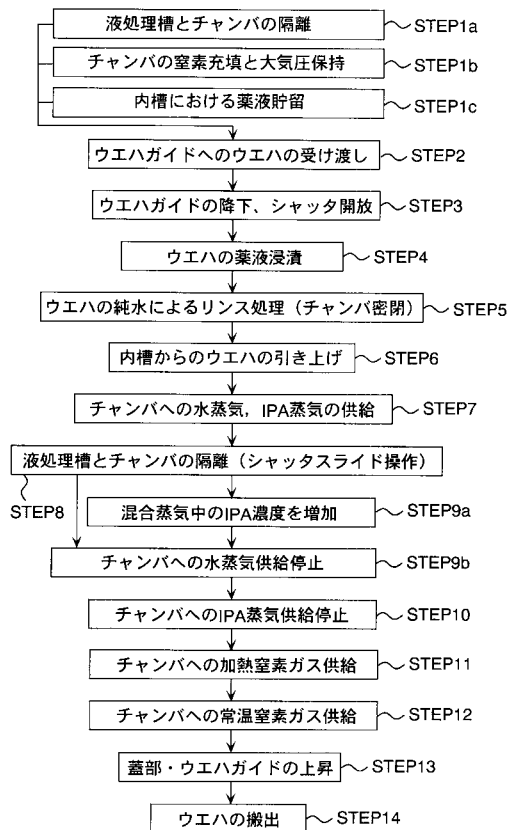 液処理槽とチャンバの隔離 STEP1a
チャンバの窒素充填と大気圧保持 STEP1b
内槽における薬液貯留 STEP1c
ウエハガイドへのウエハの受け渡し STEP2
ウエハガイドの降下、シャッタ開放 STEP3
ウエハの薬液浸漬 STEP4
ウエハの純水によるリンス処理（チャンバ密閉） STEP5
内槽からのウエハの引き上げ STEP6
チャンバへの水蒸気，IPA蒸気の供給 STEP7
液処理槽とチャンバの隔離（シャッタスライド操作）
STEP8
混合蒸気中のIPA濃度を増加 STEP9a
チャンバへの水蒸気供給停止 STEP9b
チャンバへのIPA蒸気供給停止 STEP10
チャンバへの加熱窒素ガス供給 STEP11
チャンバへの常温窒素ガス供給 STEP12
蓋部・ウエハガイドの上昇 STEP13
ウエハの搬出 STEP14